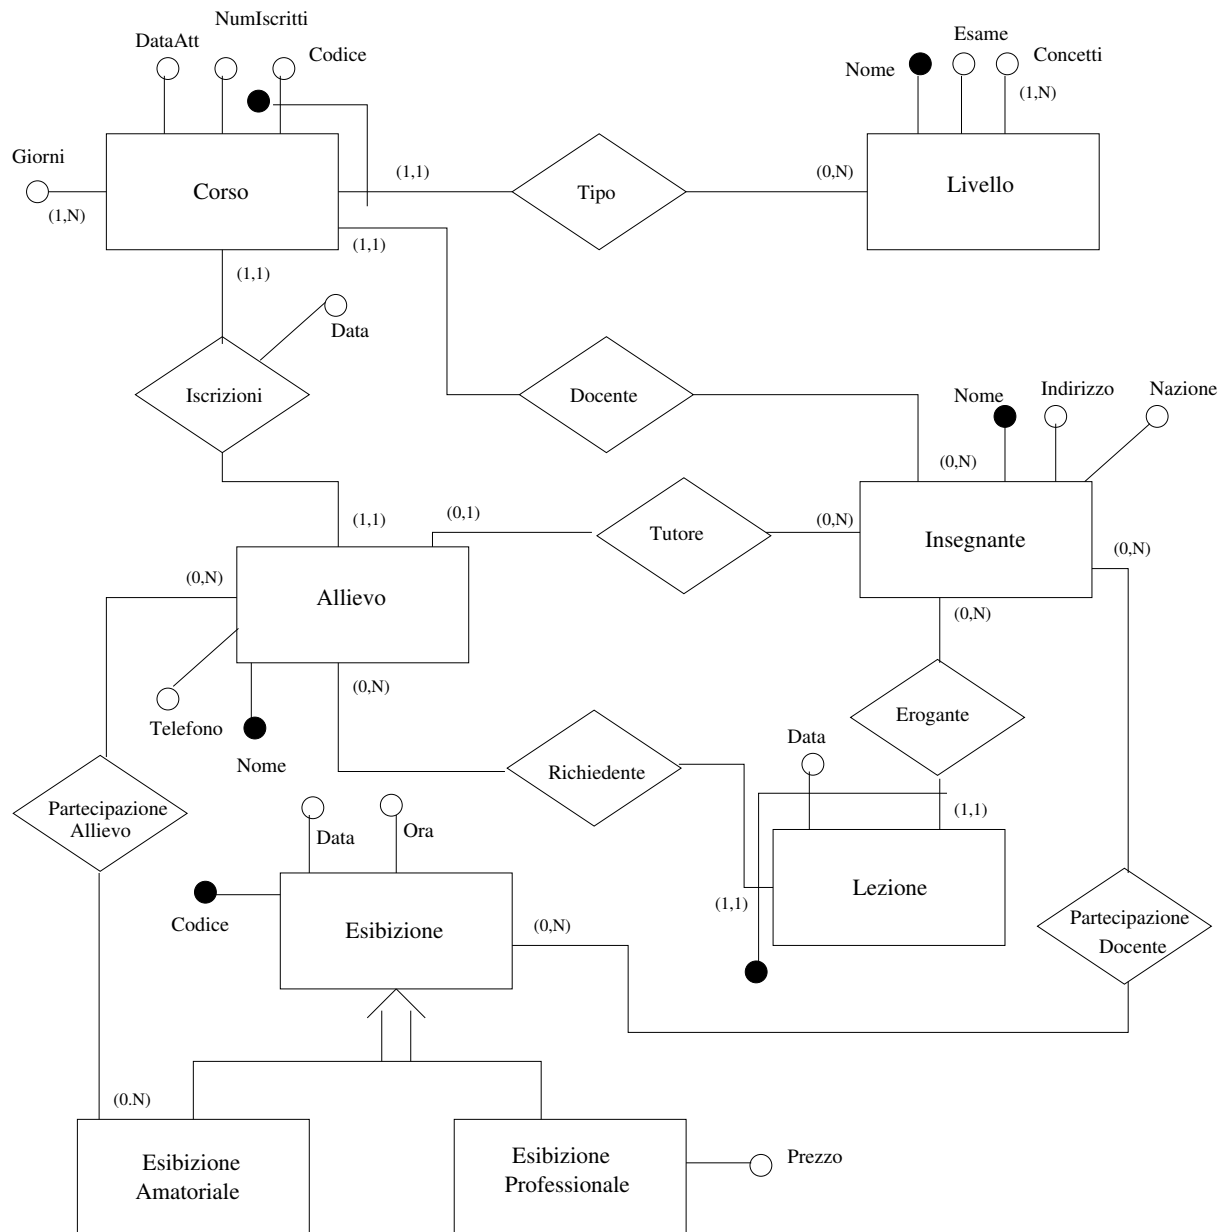 NumIscritti
DataAtt
Codice
Esame
Concetti
Nome
(1,N)
Giorni
(1,N)
Corso
(1,1)
Tipo
(0,N)
Livello
(1,1)
(1,1)
Data
Iscrizioni
Docente
Nome
Indirizzo
Nazione
(0,N)
(1,1)
(0,1)
Tutore
(0,N)
Insegnante
(0,N)
(0,N)
Allievo
(0,N)
(0,N)
Telefono
Nome
Erogante
Data
Richiedente
Partecipazione
Allievo
Data
Ora
(1,1)
Codice
Esibizione
(0,N)
(1,1)
Lezione
Partecipazione
Docente
(0.N)
Esibizione
Amatoriale
Esibizione
Professionale
Prezzo